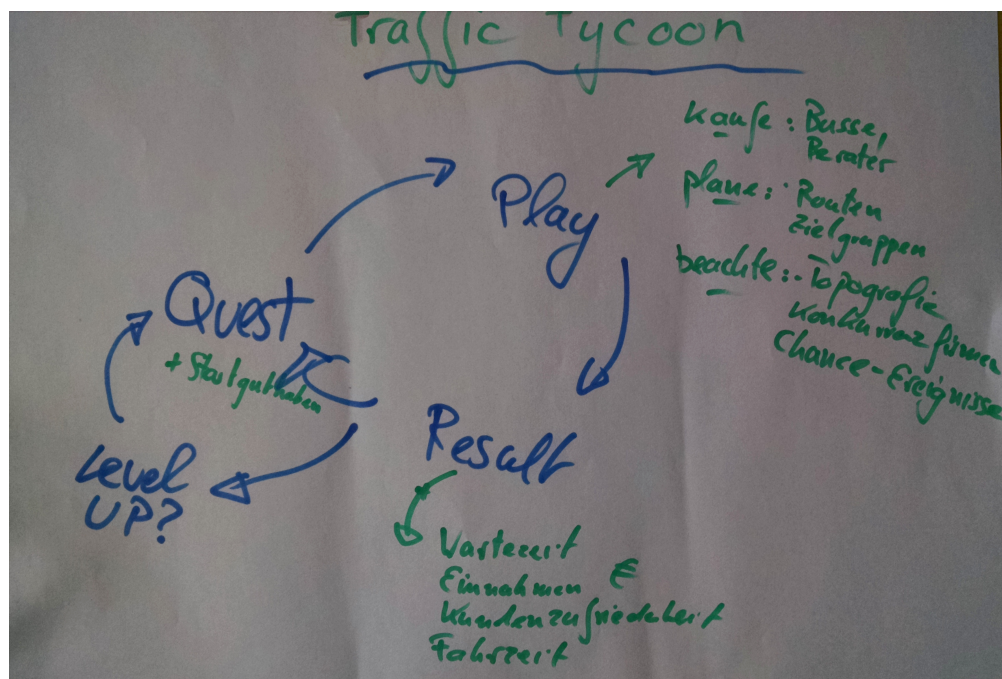 Traffic Tycoon
kaufe : Busse,
Berater
plane : Routen
Zielgruppen
beachte : - Topografie
Konkurrenzfirmen
Chance - Ereignisse
Play
Quest
+ Startguthaben
Result
Level
UP?
Wartezeit
Einnahmen €
Kundenzufriedeheit
Fahrzeit